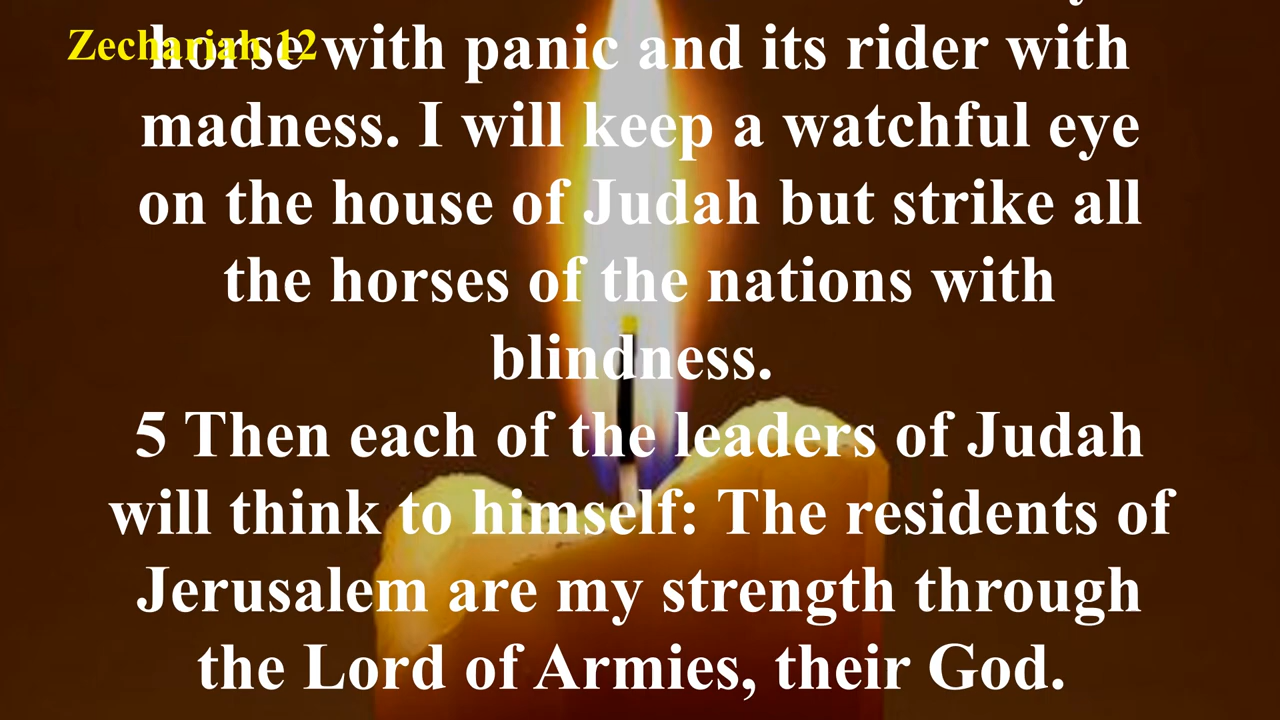 Zechariah 12
horse with panic and its rider with
madness. I will keep a watchful eye
on the house of Judah but strike all
the horses of the nations with
blindness.
5 Then each of the leaders of Judah
will think to himself: The residents of
Jerusalem are my strength through
the Lord of Armies, their God.